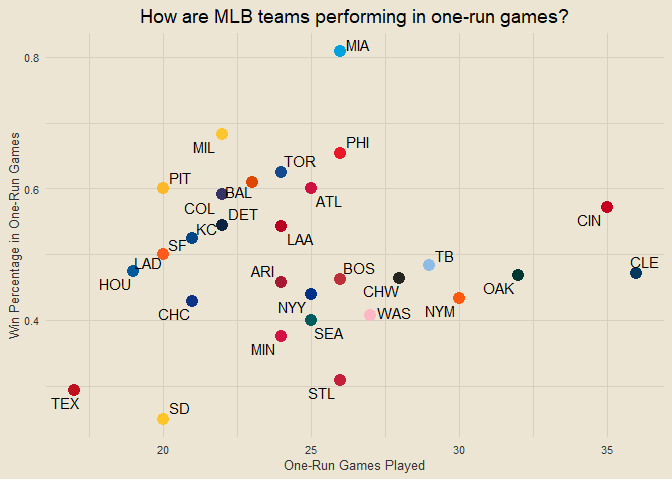 How are MLB teams performing in one-run games?
Win Percentage in One-Run Games
0.8
0.6
0.4
MIA
PHI
MIL
TOR
PIT
BAL
ATL
COL
DET
CIN
KC
LAA
SF
LAD
TB
HOU
ARI
BOS
CLE
CHW
OAK
CHC
NYY
WAS
NYM
SEA
MIN
STL
TEX
SD
20
25
30
35
One-Run Games Played